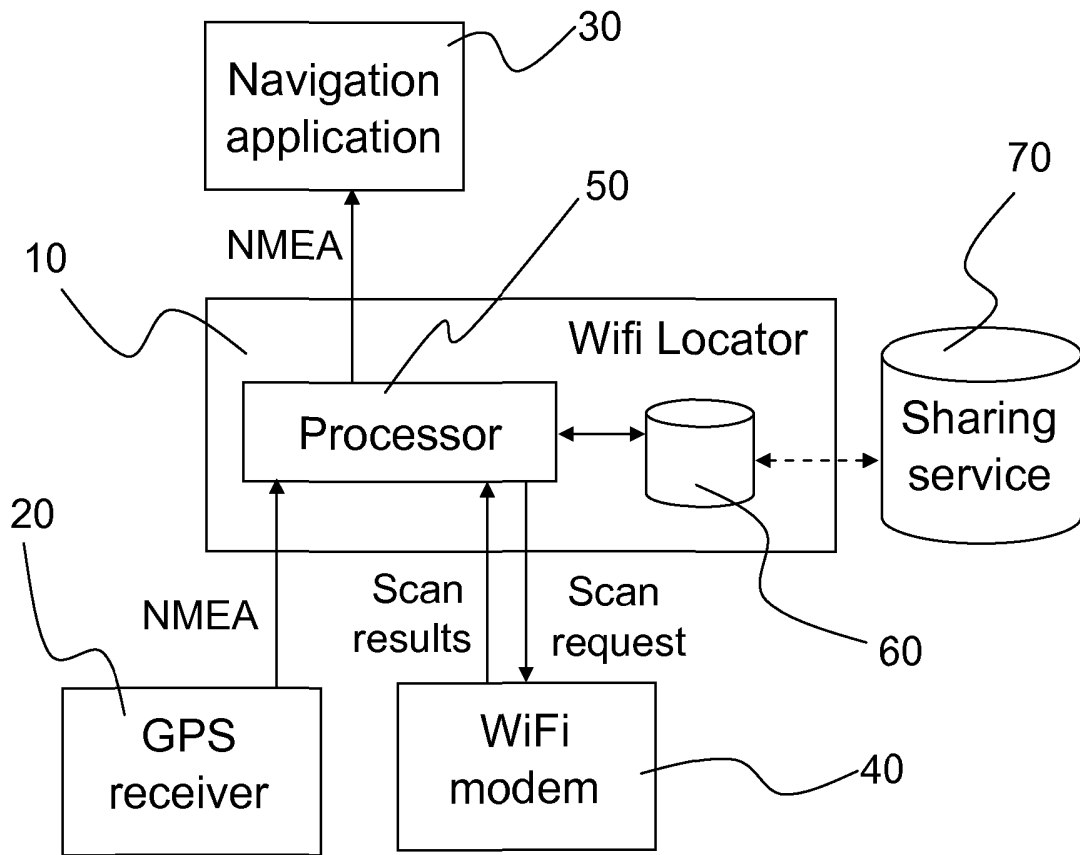 30
Navigation
application
70
50
NMEA
10
Wifi Locator
Processor
Sharing
service
20
NMEA
Scan
results
Scan
request
60
GPS
receiver
WiFi
modem
40